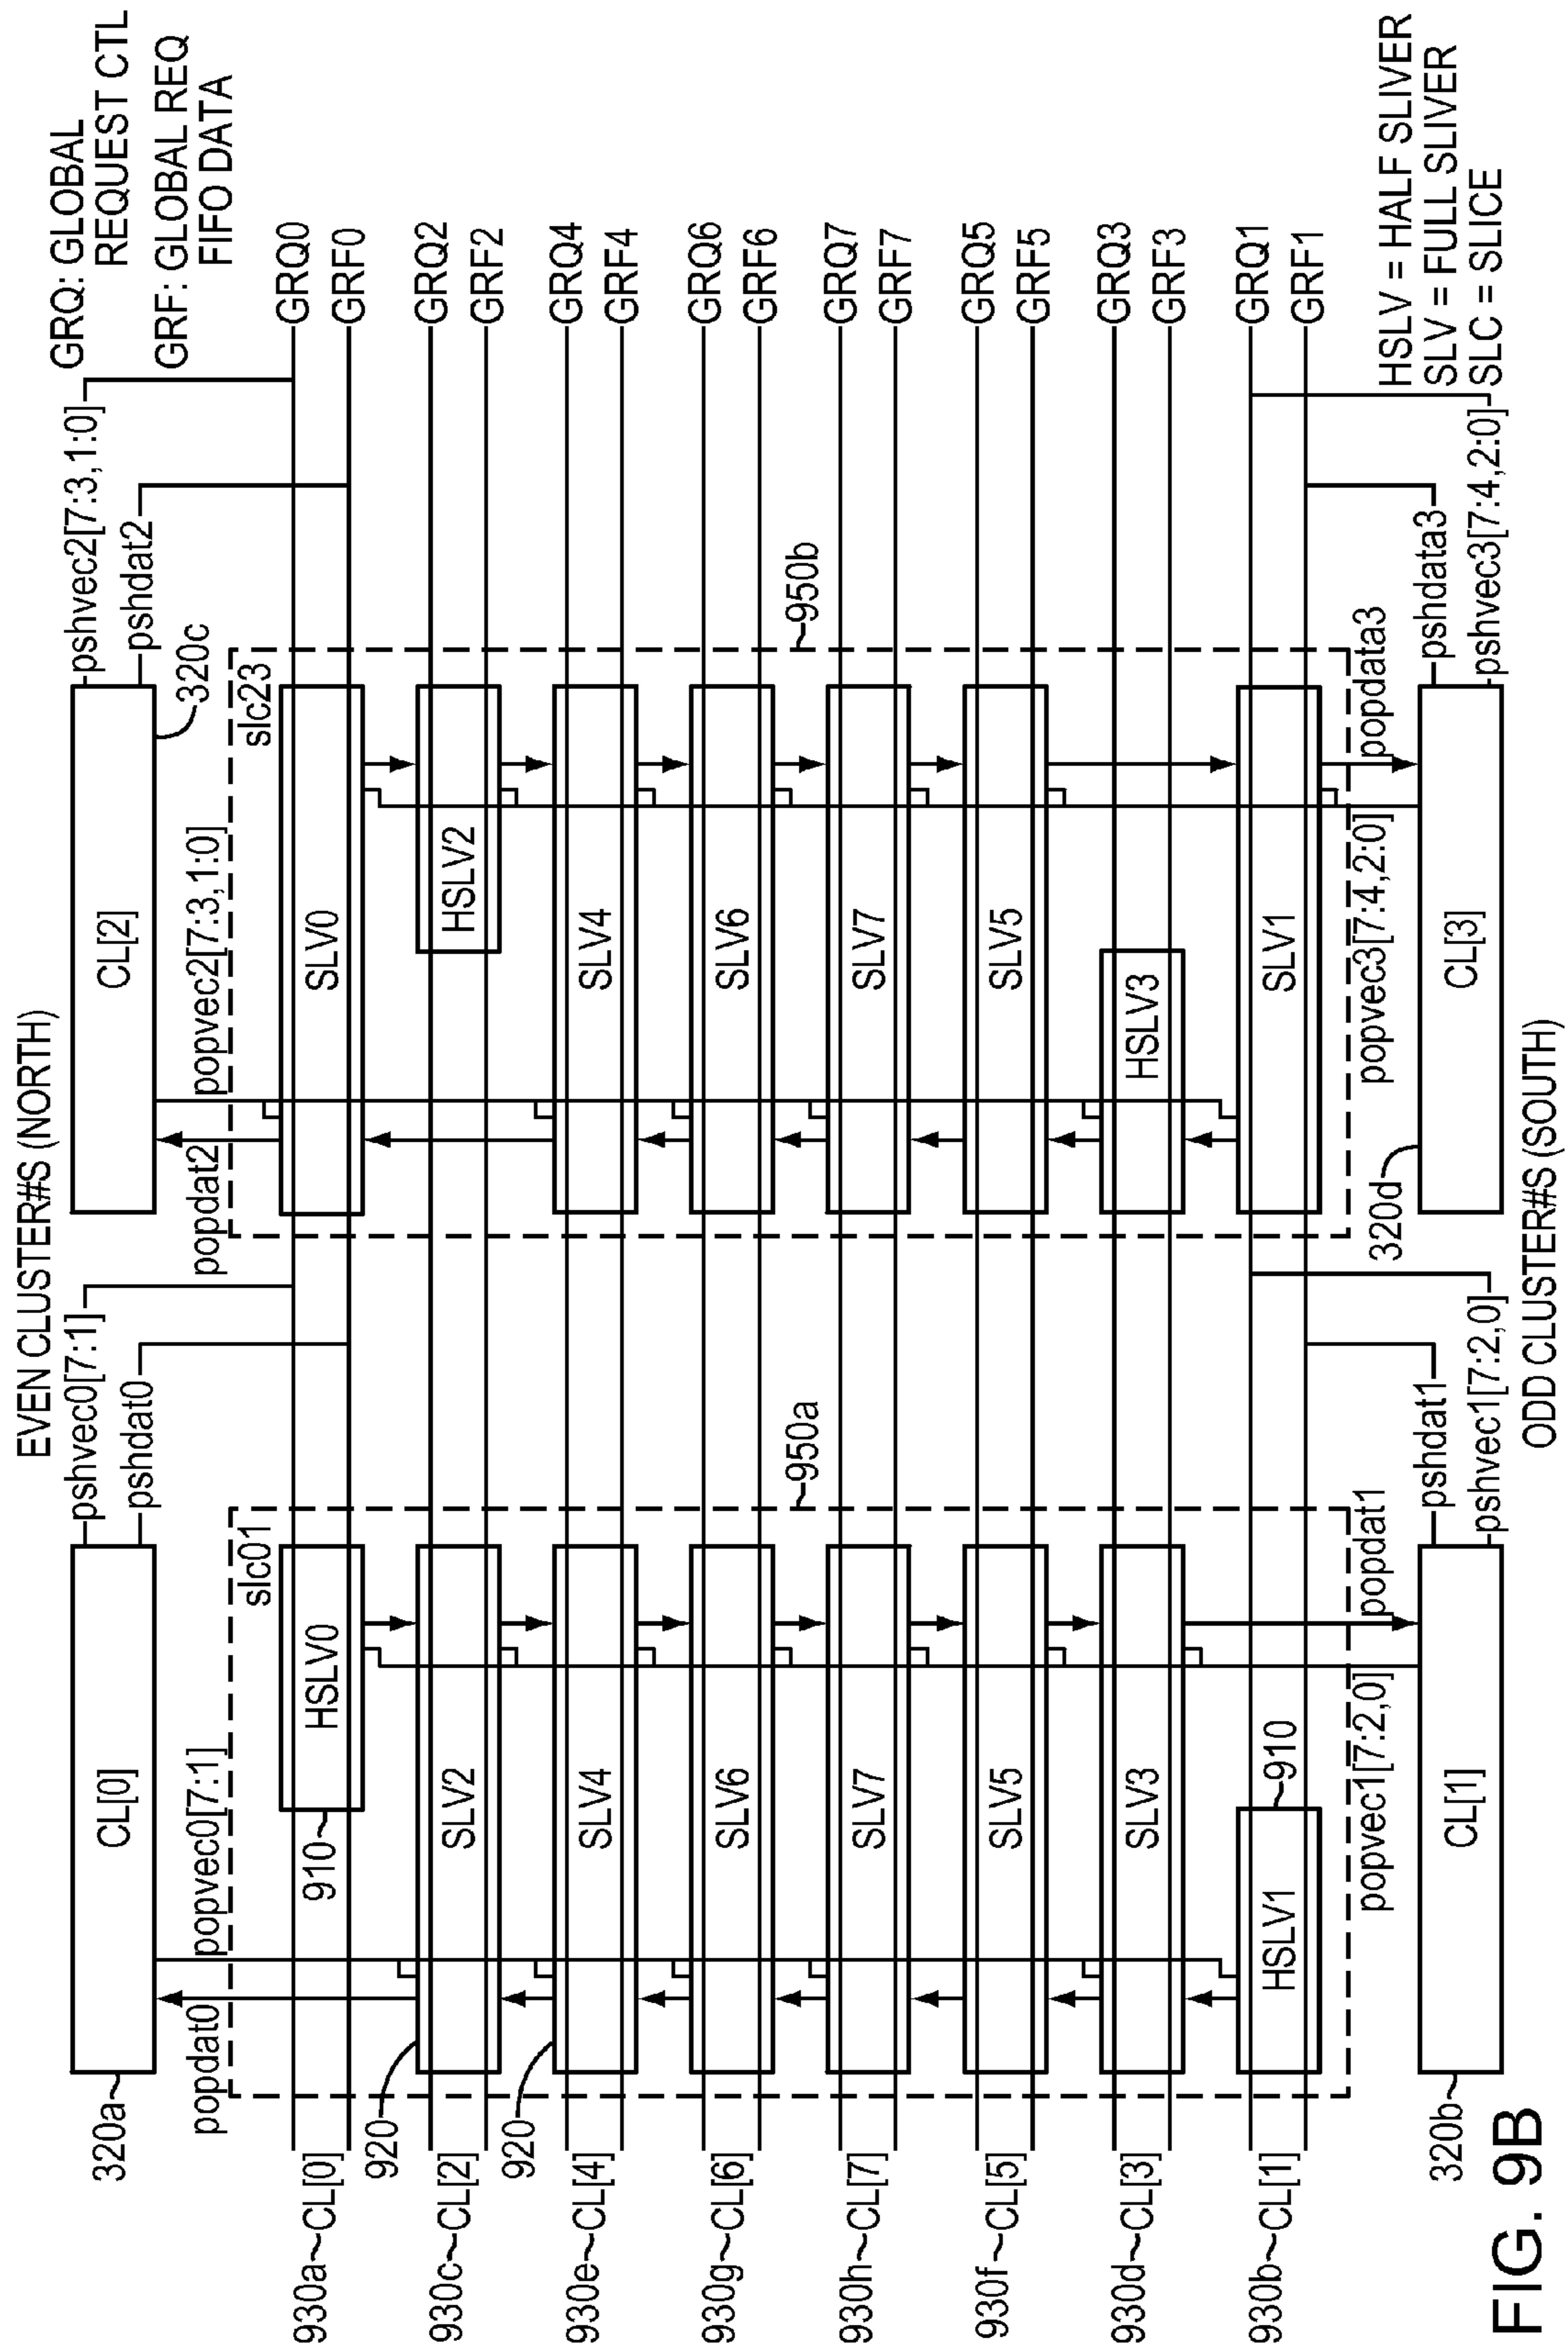 EVEN CLUSTER#S (NORTH)
GRQ: GLOBAL
REQUEST CTL
GRF: GLOBAL REQ
FIFO DATA
320a
CL[0]
pshvec0[7:1]
pshdat0
CL[2]
pshvec2[7:3,1:0]
pshdat2
320c
popdat0
popvec0[7:1]
slc01
popdat2
popvec2[7:3,1:0]
slc23
930a
CL[0]
910
HSLV0
SLV0
GRQ0
GRF0
920
930c
CL[2]
SLV2
HSLV2
GRQ2
GRF2
920
930e
CL[4]
SLV4
SLV4
GRQ4
GRF4
930g
CL[6]
SLV6
SLV6
GRQ6
GRF6
950a
950b
930h
CL[7]
SLV7
SLV7
GRQ7
GRF7
930f
CL[5]
SLV5
SLV5
GRQ5
GRF5
930d
CL[3]
SLV3
HSLV3
GRQ3
GRF3
930b
CL[1]
HSLV1
910
SLV1
GRQ1
GRF1
popvec1[7:2,0]
popdat1
320d
popvec3[7:4,2:0]
popdata3
320b
CL[1]
pshdat1
pshvec1[7:2,0]
CL[3]
pshdata3
pshvec3[7:4,2:0]
HSLV = HALF SLIVER
SLV = FULL SLIVER
SLC = SLICE
ODD CLUSTER#S (SOUTH)
FIG. 9B